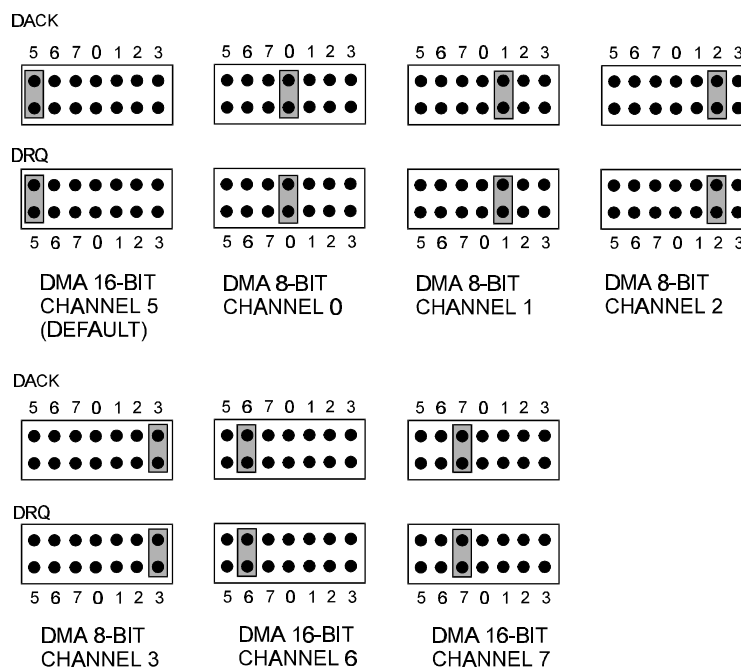 DACK
5 6 7 0 1 2 3 5 6 7 0 1 2 3 5 6 7 0 1 2 3 5 6 7 0 1 2 3
DRQ
5 6 7 0 1 2 3 5 6 7 0 1 2 3 5 6 7 0 1 2 3 5 6 7 0 1 2 3
DMA 16-BIT
CHANNEL 5
(DEFAULT)
DMA 8-BIT
CHANNEL 0
DMA 8-BIT
CHANNEL 1
DMA 8-BIT
CHANNEL 2
DACK
5 6 7 0 1 2 3 5 6 7 0 1 2 3 5 6 7 0 1 2 3
DRQ
5 6 7 0 1 2 3 5 6 7 0 1 2 3 5 6 7 0 1 2 3
DMA 8-BIT
CHANNEL 3
DMA 16-BIT
CHANNEL 6
DMA 16-BIT
CHANNEL 7